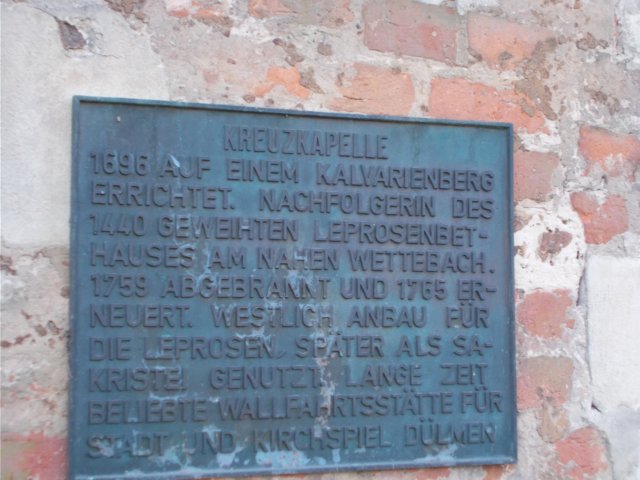 KREUZKAPELLE
1696 AUF EINEM KALVARIENBERG
ERRICHTET. NACHFOLGERIN DES
1440 GEWEIHTEN LEPROSENBET-
HAUSES AM NAHEN WETTEBACH.
1759 ABGEBRANNT UND 1765 ER-
NEUERT. WESTLICH ANBAU FÜR
DIE LEPROSEN, SPÄTER ALS SA-
KRISTEI GENUTZT. LANGE ZEIT
BELIEBTE WALLFAHRTSSTÄTTE FÜR
STADT UND KIRCHSPIEL DÜLMEN